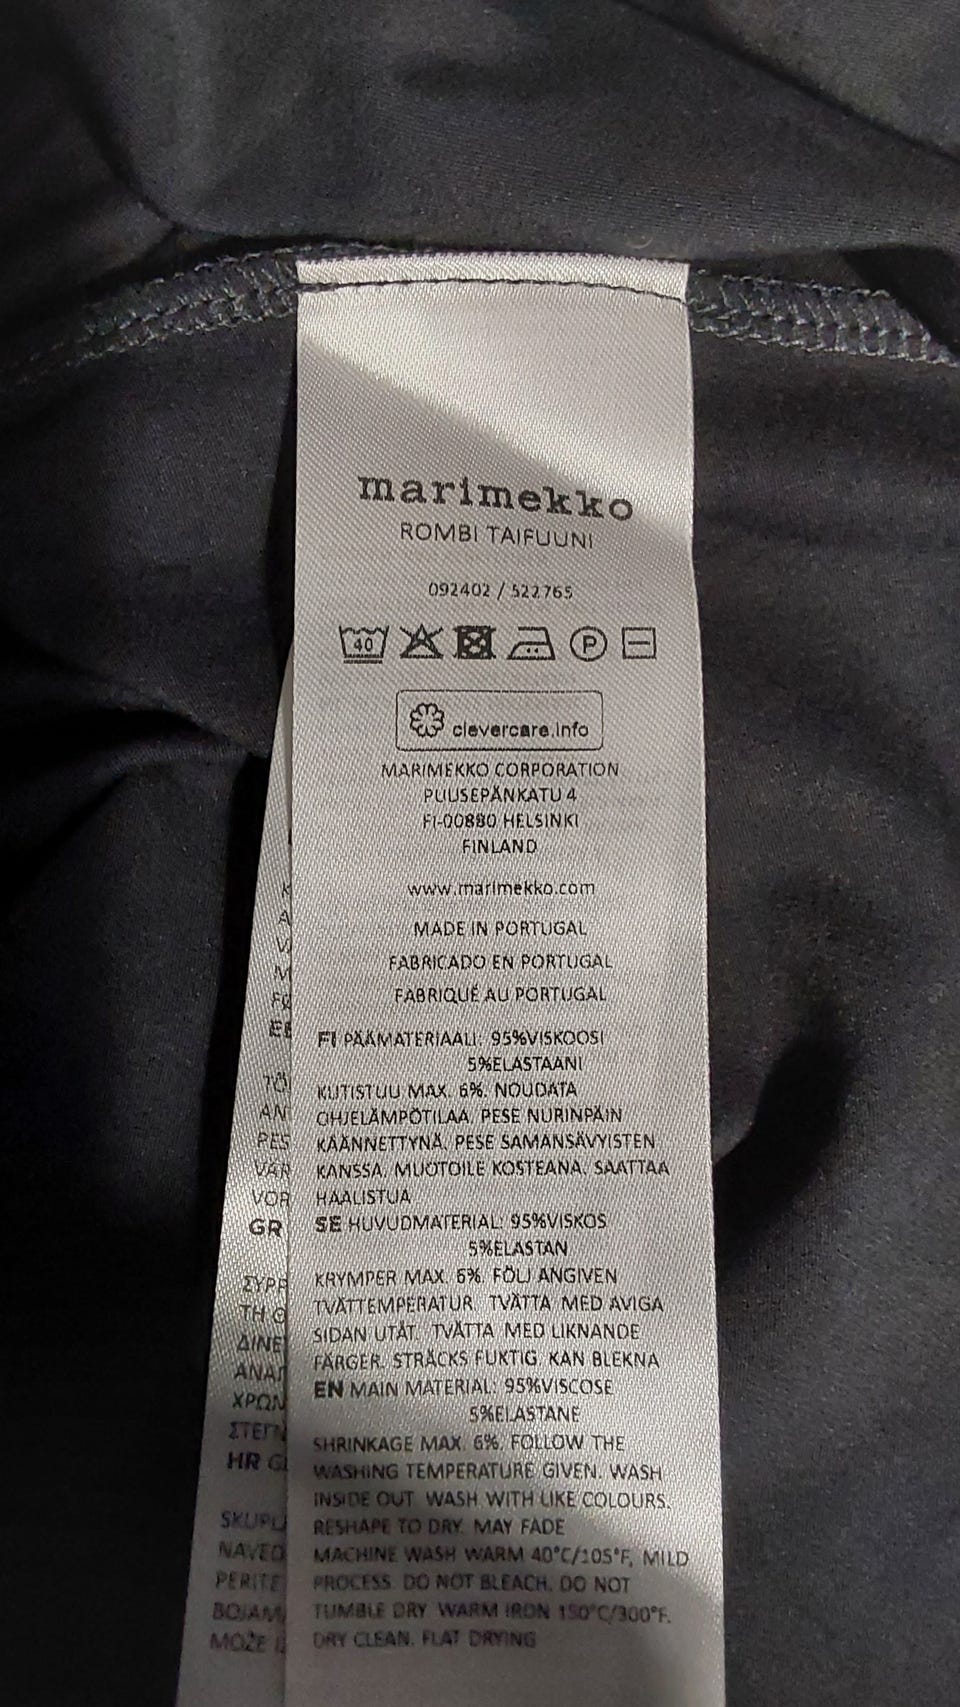 marimekko
ROMBI TAIFUUNI
092402 / 522765
40 P
clevercare.info
MARIMEKKO CORPORATION
PUUSEPÄNKATU 4
FI-00880 HELSINKI
FINLAND
www.marimekko.com
MADE IN PORTUGAL
FABRICADO EN PORTUGAL
FABRIQUÉ AU PORTUGAL
FI PÄÄMATERIAALI: 95%VISKOOSI
5%ELASTAANI
KUTISTUU MAX. 6%. NOUDATA
OHJELÄMPÖTILAA. PESE NURINPÄIN
KÄÄNNETTYNÄ. PESE SAMANSÄVYISTEN
KANSSA. MUOTOILE KOSTEANA. SAATTAA
HAALISTUA
SE HUVUDMATERIAL: 95%VISKOS
5%ELASTAN
KRYMPER MAX. 6%. FÖLJ ANGIVEN
TVÄTTEMPERATUR. TVÄTTA MED AVIGA
SIDAN UTÅT. TVÄTTA MED LIKNANDE
FÄRGER. STRÄCKS FUKTIG. KAN BLEKNA
EN MAIN MATERIAL: 95%VISCOSE
5%ELASTANE
SHRINKAGE MAX. 6%. FOLLOW THE
WASHING TEMPERATURE GIVEN. WASH
INSIDE OUT. WASH WITH LIKE COLOURS.
RESHAPE TO DRY. MAY FADE
MACHINE WASH WARM 40°C/105°F, MILD
PROCESS. DO NOT BLEACH. DO NOT
TUMBLE DRY. WARM IRON 150°C/300°F.
DRY CLEAN. FLAT DRYING
GR
HR
MOŽE